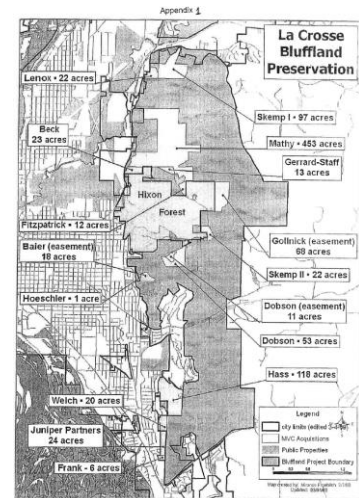 Appendix 1
La Crosse
Bluffland
Preservation
Lenox • 22 acres
Skemp I • 97 acres
Beck
23 acres
Mathy • 453 acres
Gerrard-Staff
13 acres
Hixon
Forest
Fitzpatrick • 12 acres
Gollnick (easement)
68 acres
Baier (easement)
18 acres
Skemp II • 22 acres
Hoeschler • 1 acre
Dobson (easement)
11 acres
Dobson • 53 acres
Hass • 118 acres
Welch • 20 acres
Juniper Partners
24 acres
Frank • 6 acres
Legend
city limits (edited
MVC Acquisitions
Public Properties
Bluffland Project Boundary